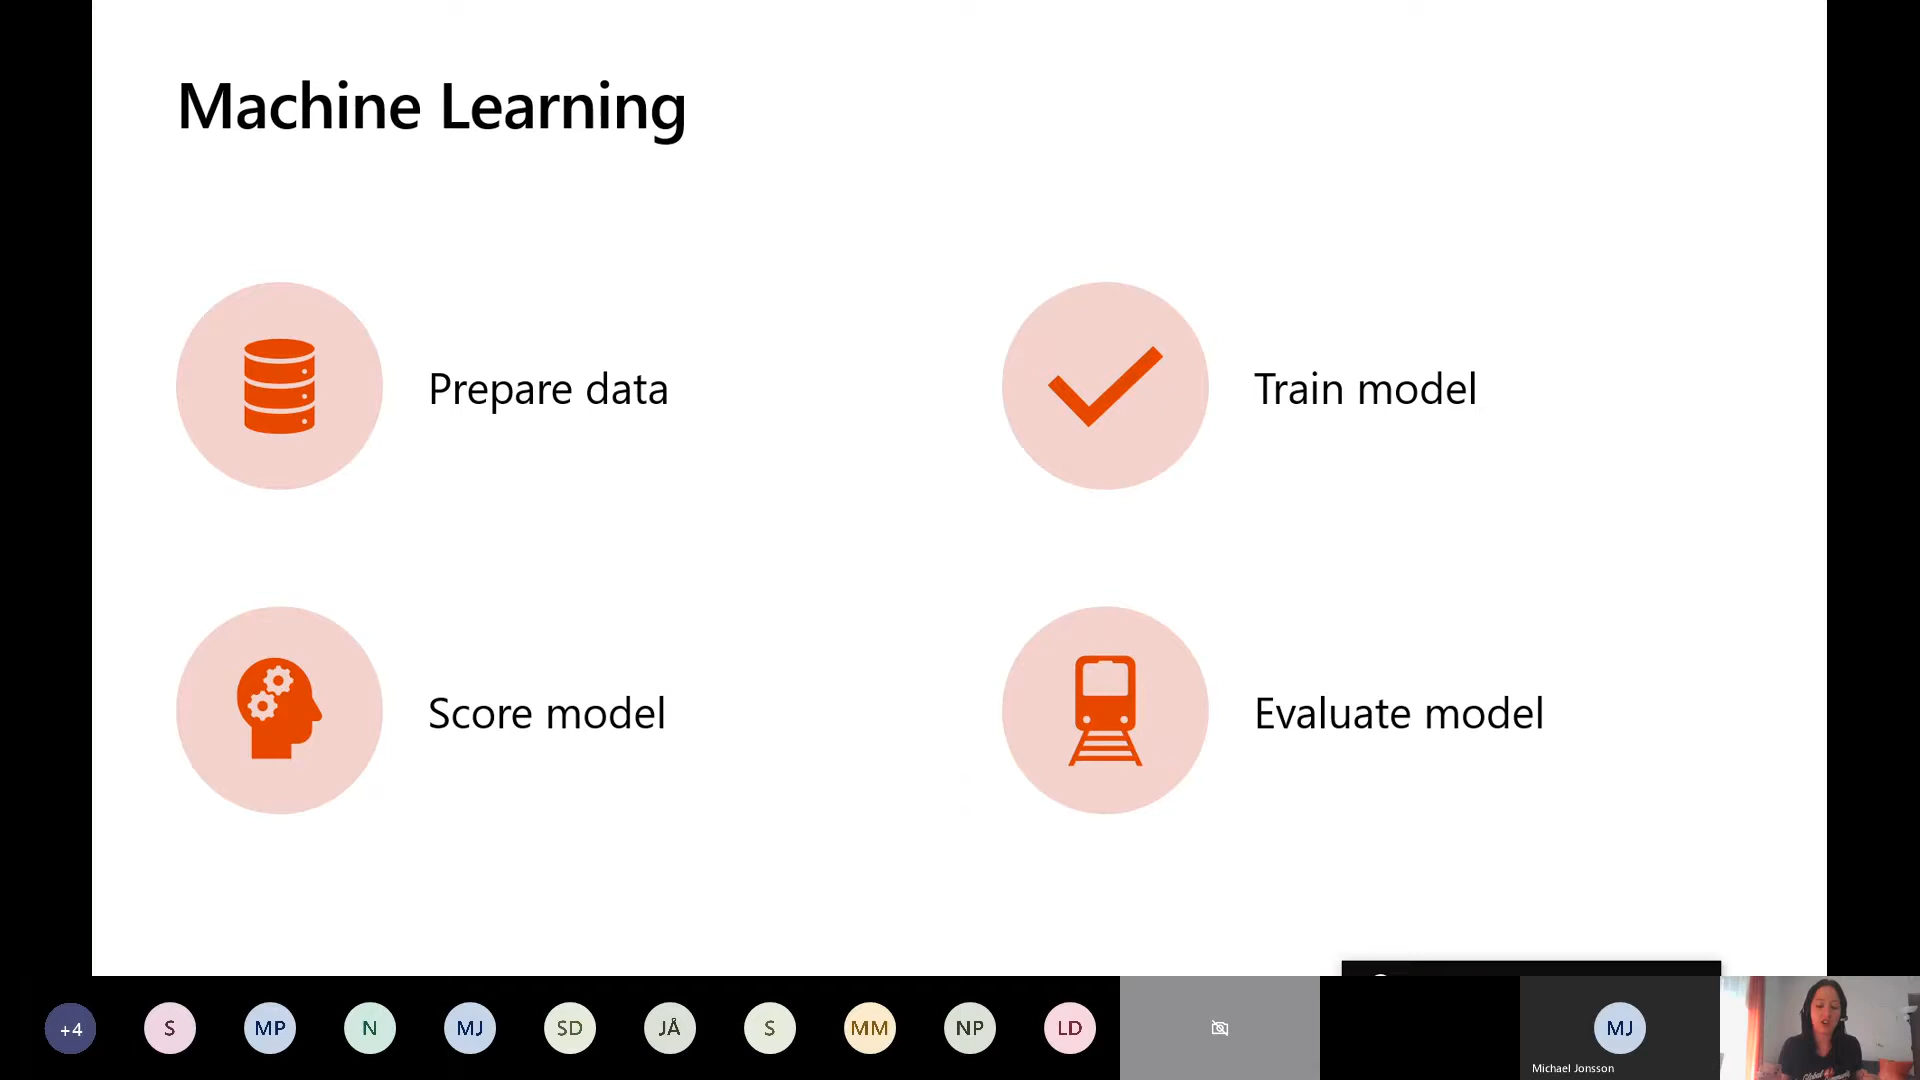 Machine Learning
Prepare data
Train model
Score model
Evaluate model
+4
S
MP
N
MJ
SD
JÅ
S
MM
NP
LD
MJ
Michael Jonsson
Global